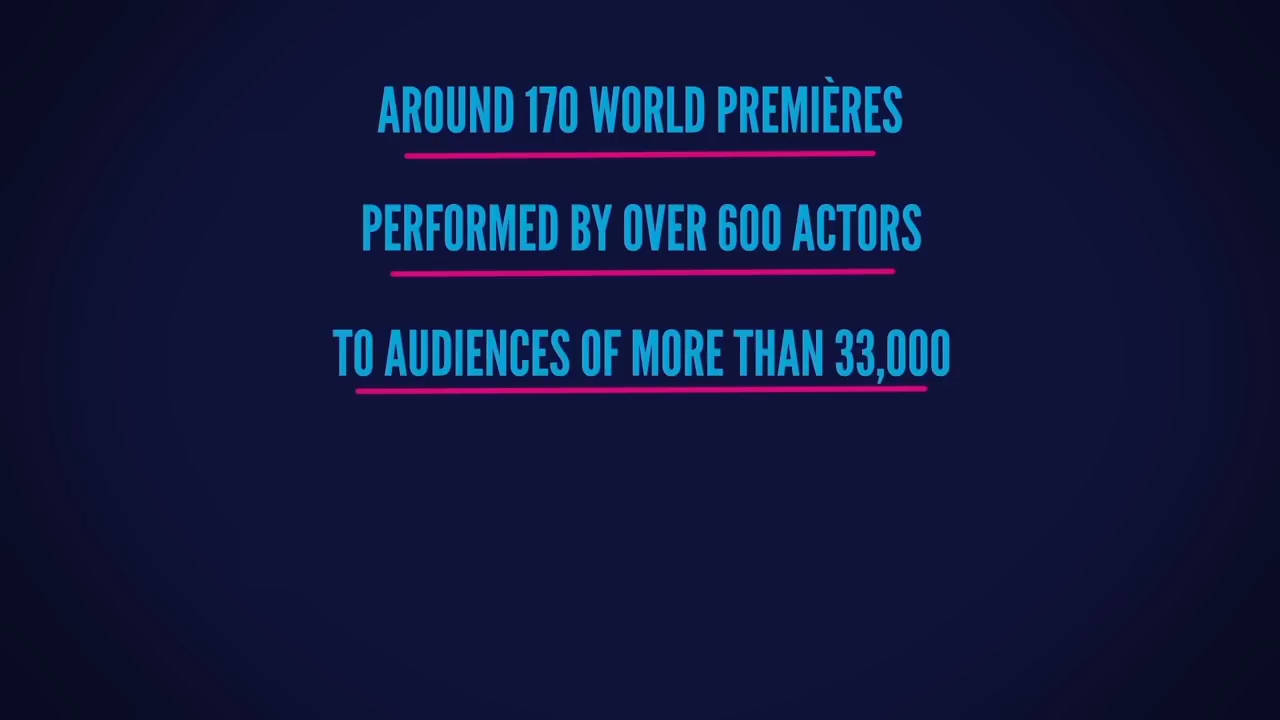 AROUND 170 WORLD PREMIÈRES
PERFORMED BY OVER 600 ACTORS
TO AUDIENCES OF MORE THAN 33,000